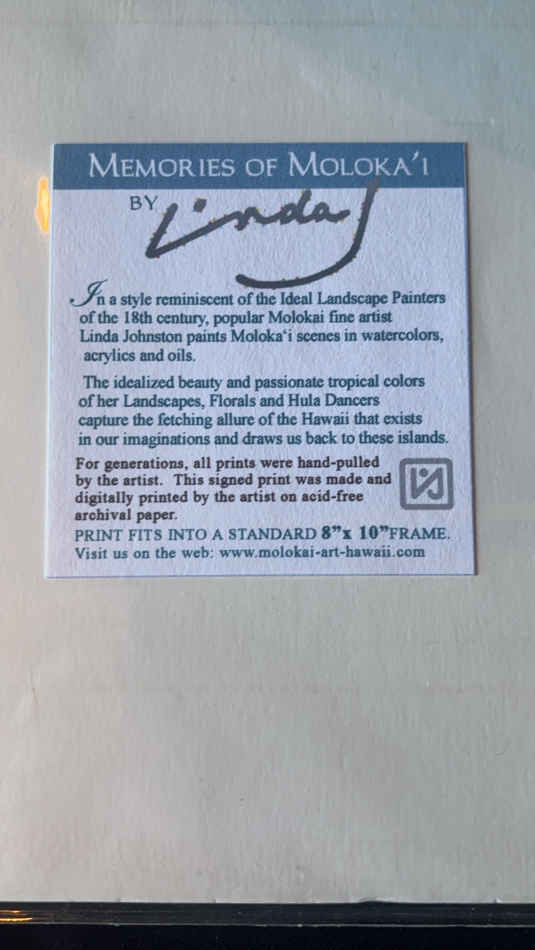 MEMORIES OF MOLOKA'I
BY Linda J
In a style reminiscent of the Ideal Landscape Painters
of the 18th century, popular Molokai fine artist
Linda Johnston paints Moloka'i scenes in watercolors,
acrylics and oils.
The idealized beauty and passionate tropical colors
of her Landscapes, Florals and Hula Dancers
capture the fetching allure of the Hawaii that exists
in our imaginations and draws us back to these islands.
For generations, all prints were hand-pulled
by the artist. This signed print was made and
digitally printed by the artist on acid-free
archival paper.
LJ
PRINT FITS INTO A STANDARD 8"x 10"FRAME.
Visit us on the web: www.molokai-art-hawaii.com